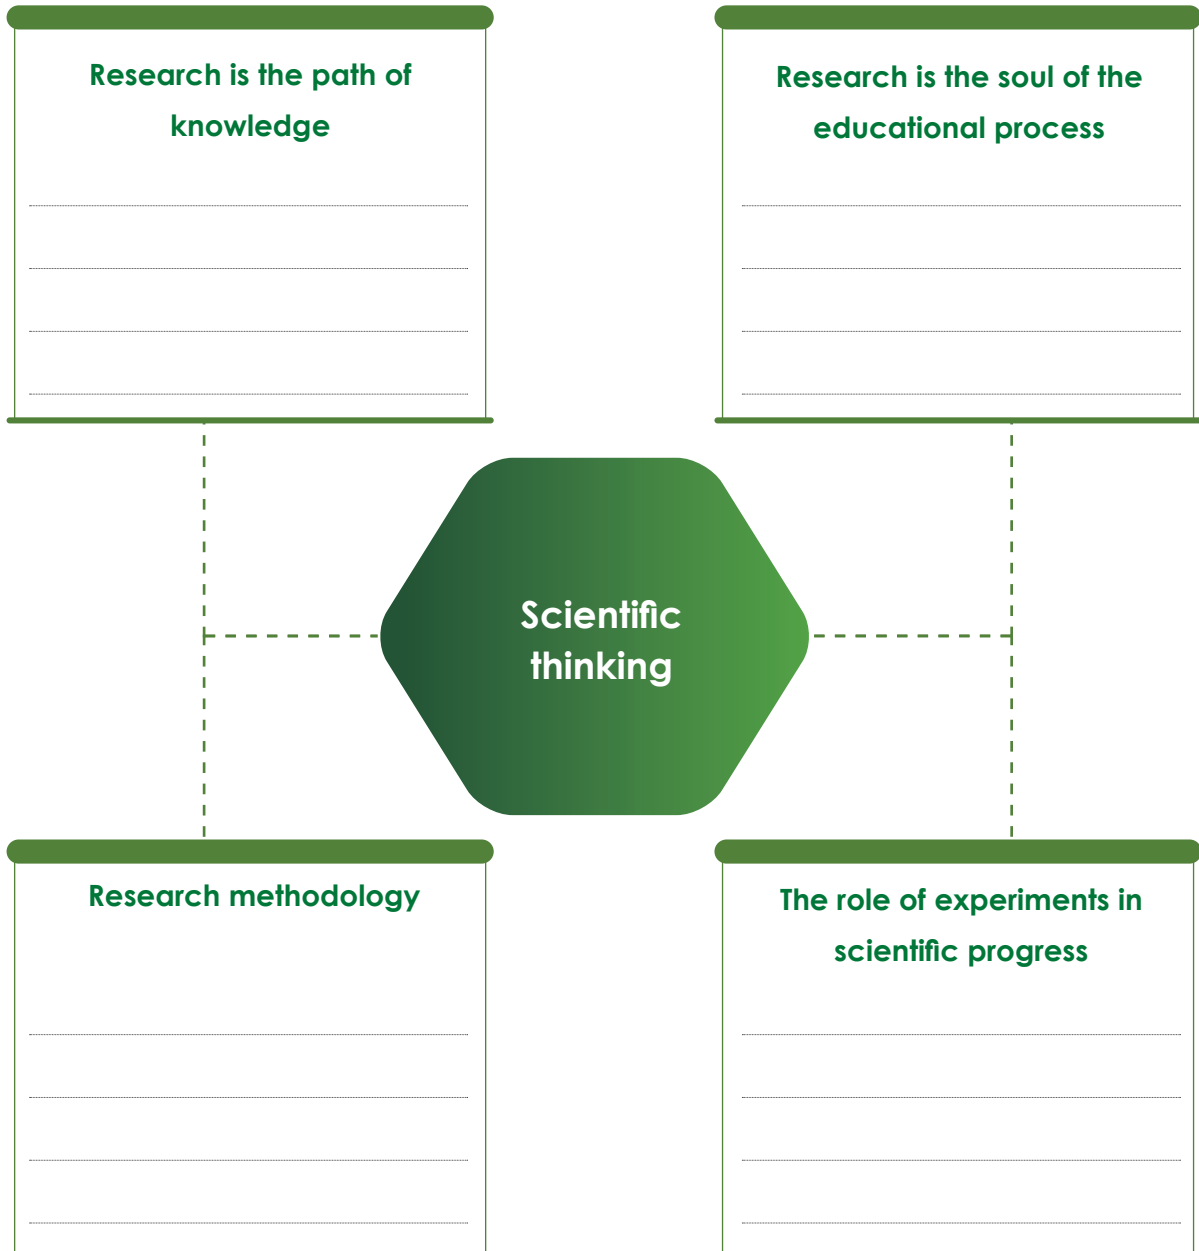 Research is the path of
knowledge
Research is the soul of the
educational process
Scientific
thinking
Research methodology
The role of experiments in
scientific progress